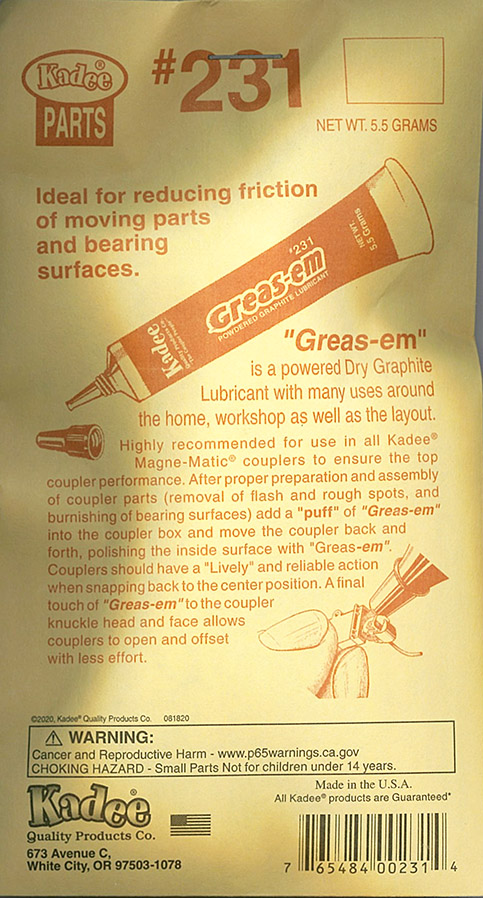 Kadee®
PARTS
#231
NET WT. 5.5 GRAMS
Ideal for reducing friction
of moving parts
and bearing
surfaces.
#231
Greas-em
POWDERED GRAPHITE LUBRICANT
NET WT.
5.5 Grams
Kadee
Quality Products Co.
"Greas-em"
is a powered Dry Graphite
Lubricant with many uses around
the home, workshop as well as the layout.
Highly recommended for use in all Kadee®
Magne-Matic® couplers to ensure the top
coupler performance. After proper preparation and assembly
of coupler parts (removal of flash and rough spots, and
burnishing of bearing surfaces) add a "puff" of "Greas-em"
into the coupler box and move the coupler back and
forth, polishing the inside surface with "Greas-em".
Couplers should have a "Lively" and reliable action
when snapping back to the center position. A final
touch of "Greas-em" to the coupler
knuckle head and face allows
couplers to open and offset
with less effort.
©2020, Kadee® Quality Products Co. 081820
⚠ WARNING:
Cancer and Reproductive Harm - www.p65warnings.ca.gov
CHOKING HAZARD - Small Parts Not for children under 14 years.
Kadee®
Quality Products Co.
673 Avenue C,
White City, OR 97503-1078
Made in the U.S.A.
All Kadee® products are Guaranteed*
7 65484 00231 4